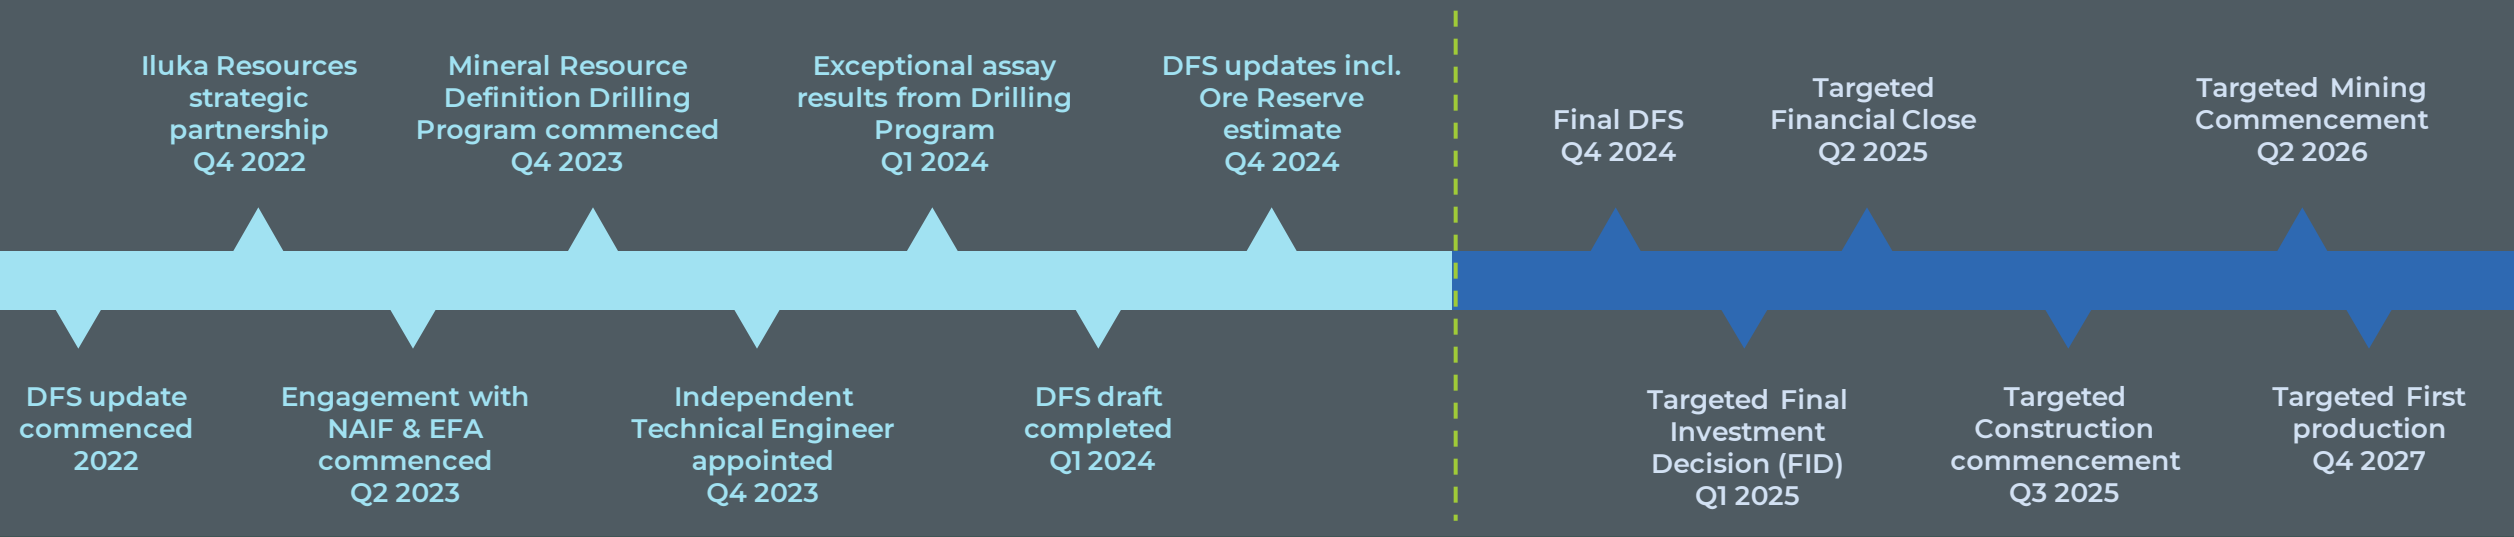 Iluka Resources
strategic
partnership
Q4 2022
Mineral Resource
Definition Drilling
Program commenced
Q4 2023
Exceptional assay
results from Drilling
Program
Q1 2024
DFS updates incl.
Ore Reserve
estimate
Q4 2024
Final DFS
Q4 2024
Targeted
Financial Close
Q2 2025
Targeted Mining
Commencement
Q2 2026
DFS update
commenced
2022
Engagement with
NAIF & EFA
commenced
Q2 2023
Independent
Technical Engineer
appointed
Q4 2023
DFS draft
completed
Q1 2024
Targeted Final
Investment
Decision (FID)
Q1 2025
Targeted
Construction
commencement
Q3 2025
Targeted First
production
Q4 2027